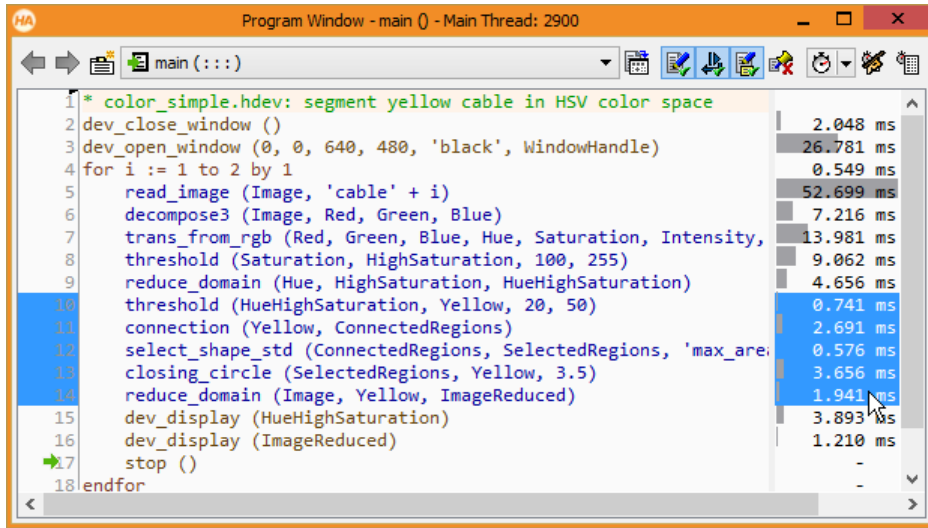 HA Program Window - main () - Main Thread: 2900
main (:::)
1 * color_simple.hdev: segment yellow cable in HSV color space
2 dev_close_window () 2.048 ms
3 dev_open_window (0, 0, 640, 480, 'black', WindowHandle) 26.781 ms
4 for i := 1 to 2 by 1 0.549 ms
5 read_image (Image, 'cable' + i) 52.699 ms
6 decompose3 (Image, Red, Green, Blue) 7.216 ms
7 trans_from_rgb (Red, Green, Blue, Hue, Saturation, Intensity, 13.981 ms
8 threshold (Saturation, HighSaturation, 100, 255) 9.062 ms
9 reduce_domain (Hue, HighSaturation, HueHighSaturation) 4.656 ms
10 threshold (HueHighSaturation, Yellow, 20, 50) 0.741 ms
11 connection (Yellow, ConnectedRegions) 2.691 ms
12 select_shape_std (ConnectedRegions, SelectedRegions, 'max_area 0.576 ms
13 closing_circle (SelectedRegions, Yellow, 3.5) 3.656 ms
14 reduce_domain (Image, Yellow, ImageReduced) 1.941 ms
15 dev_display (HueHighSaturation) 3.893 ms
16 dev_display (ImageReduced) 1.210 ms
17 stop () -
18 endfor -